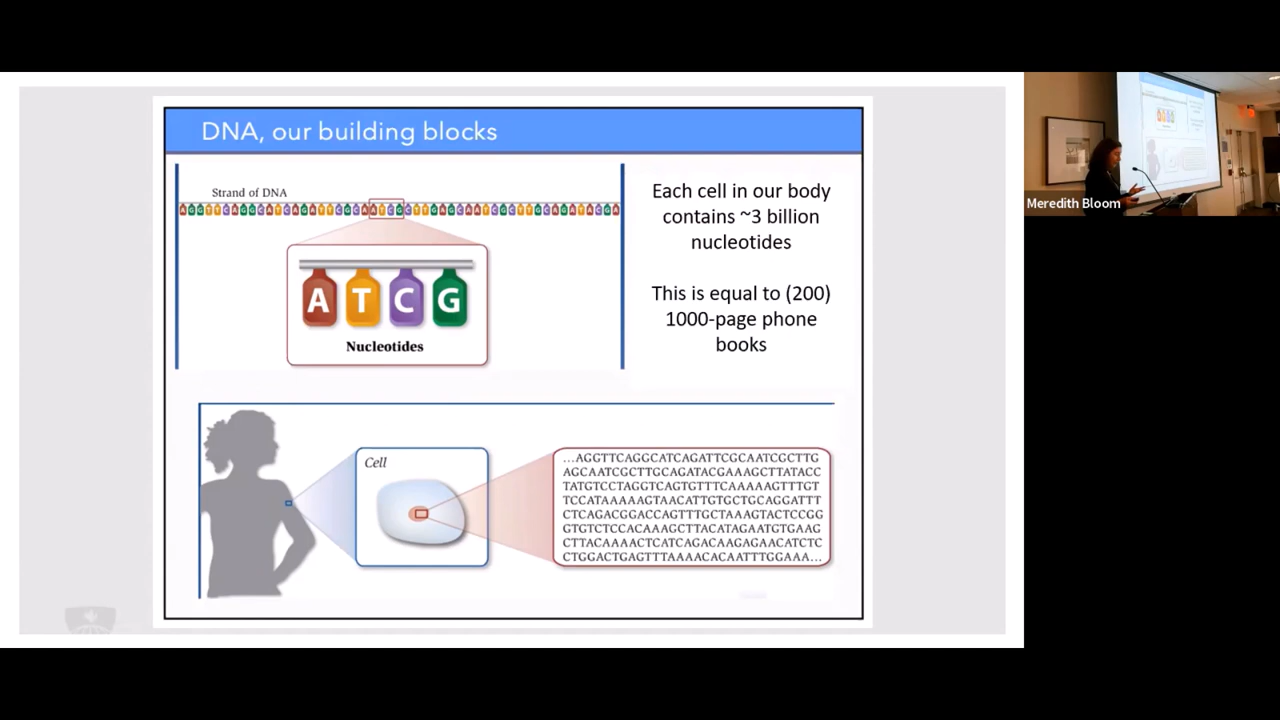 DNA, our building blocks
Strand of DNA
AGGTTCAGGCATCAGATTCGCAATCGCTTGAGCAATCGCTTGCAGATACGA
A T C G
Nucleotides
Each cell in our body
contains ~3 billion
nucleotides
This is equal to (200)
1000-page phone
books
Cell
...AGGTTCAGGCATCAGATTCGCAATCGCTTG
AGCAATCGCTTGCAGATACGAAAGCTTATACC
TATGTCCTAGGTCAGTGTTTCAAAAAGTTTGT
TCCATAAAAAGTAACATTGTGCTGCAGGATTT
CTCAGACGGACCAGTTTGCTAAAGTACTCCGG
GTGTCTCCACAAAGCTTACATAGAATGTGAAG
CTTACAAAACTCATCAGACAAGAGAACATCTC
CTGGACTGAGTTTAAAACACAATTTGGAAA...
Meredith Bloom